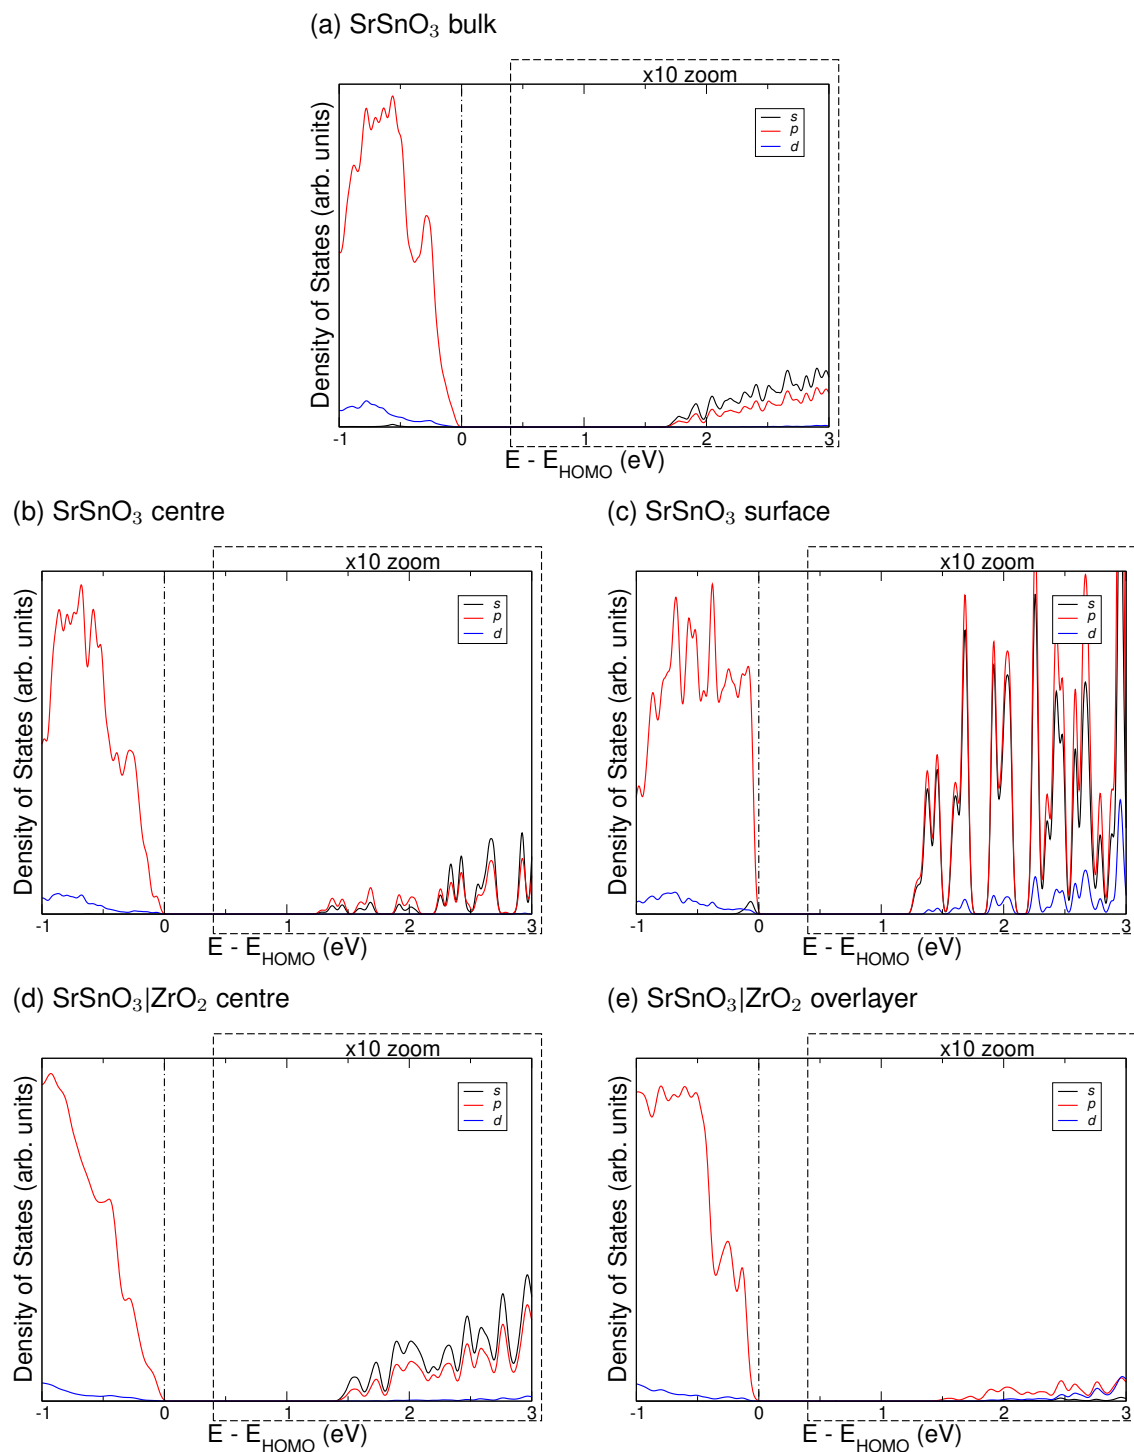 (a) SrSnO₃ bulk
x10 zoom
Density of States (arb. units)
s
p
d
-1 0 1 2 3
E - E_HOMO (eV)
(b) SrSnO₃ centre
x10 zoom
Density of States (arb. units)
s
p
d
-1 0 1 2 3
E - E_HOMO (eV)
(c) SrSnO₃ surface
x10 zoom
Density of States (arb. units)
s
p
d
-1 0 1 2 3
E - E_HOMO (eV)
(d) SrSnO₃|ZrO₂ centre
x10 zoom
Density of States (arb. units)
s
p
d
-1 0 1 2 3
E - E_HOMO (eV)
(e) SrSnO₃|ZrO₂ overlayer
x10 zoom
Density of States (arb. units)
s
p
d
-1 0 1 2 3
E - E_HOMO (eV)